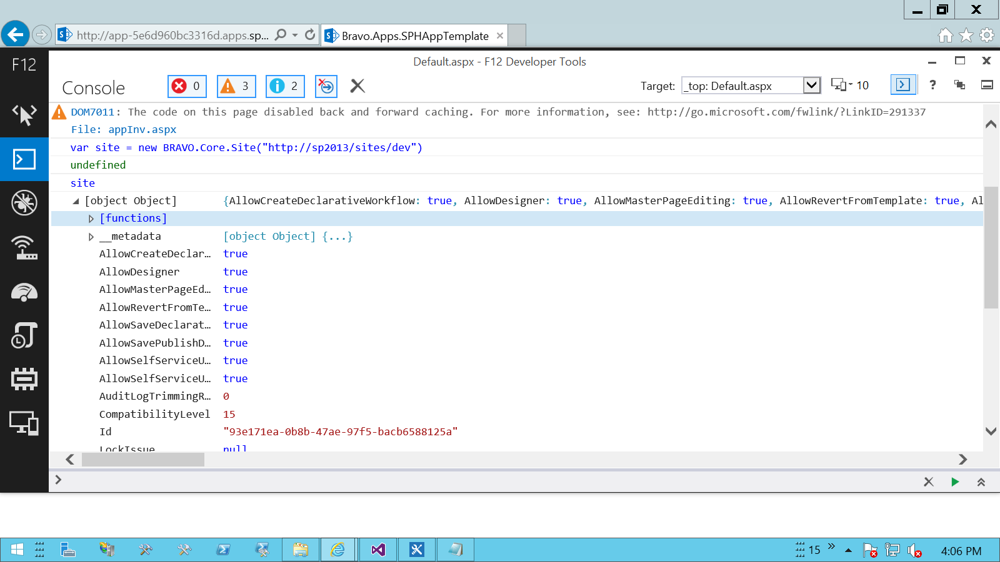 http://app-5e6d960bc3316d.apps.sp...
Bravo.Apps.SPHAppTemplate
F12
Default.aspx - F12 Developer Tools
Console
0
3
2
Target:
_top: Default.aspx
10
?
DOM7011: The code on this page disabled back and forward caching. For more information, see: http://go.microsoft.com/fwlink/?LinkID=291337
File: appInv.aspx
var site = new BRAVO.Core.Site("http://sp2013/sites/dev")
undefined
site
[object Object] {AllowCreateDeclarativeWorkflow: true, AllowDesigner: true, AllowMasterPageEditing: true, AllowRevertFromTemplate: true, Al
[functions]
__metadata [object Object] {...}
AllowCreateDeclar... true
AllowDesigner true
AllowMasterPageEd... true
AllowRevertFromTe... true
AllowSaveDeclarat... true
AllowSavePublishD... true
AllowSelfServiceU... true
AllowSelfServiceU... true
AuditLogTrimmingR... 0
CompatibilityLevel 15
Id "93e171ea-0b8b-47ae-97f5-bacb6588125a"
LockIssue null
15
4:06 PM